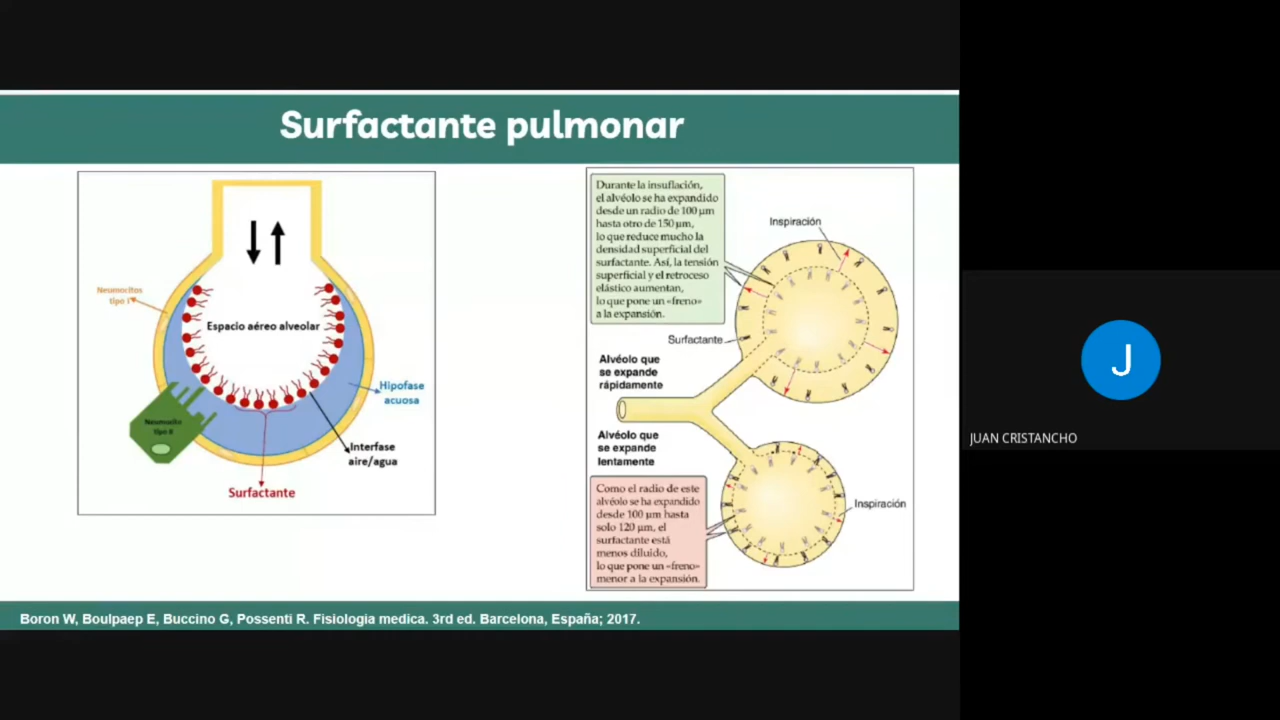 Surfactante pulmonar
Neumocitos
tipo I
Espacio aéreo alveolar
Hipofase
acuosa
Neumocito
tipo II
Interfase
aire/agua
Surfactante
Durante la insuflación,
el alvéolo se ha expandido
desde un radio de 100 µm
hasta otro de 150 µm,
lo que reduce mucho la
densidad superficial del
surfactante. Así, la tensión
superficial y el retroceso
elástico aumentan,
lo que pone un «freno»
a la expansión.
Inspiración
Surfactante
Alvéolo que
se expande
rápidamente
Alvéolo que
se expande
lentamente
Como el radio de este
alvéolo se ha expandido
desde 100 µm hasta
solo 120 µm, el
surfactante está
menos diluido,
lo que pone un «freno»
menor a la expansión.
Inspiración
Boron W, Boulpaep E, Buccino G, Possenti R. Fisiologia medica. 3rd ed. Barcelona, España; 2017.
J
JUAN CRISTANCHO